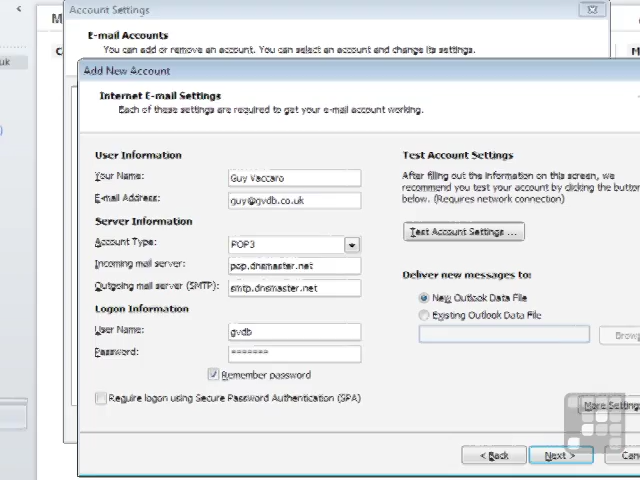 Account Settings
E-mail Accounts
You can add or remove an account. You can select an account and change its settings.
Add New Account
Internet E-mail Settings
Each of these settings are required to get your e-mail account working.
User Information
Your Name:
Guy Vaccaro
E-mail Address:
guy@gvdb.co.uk
Server Information
Account Type:
POP3
Incoming mail server:
pop.dnsmaster.net
Outgoing mail server (SMTP):
smtp.dnsmaster.net
Logon Information
User Name:
gvdb
Password:
*******
Remember password
Require logon using Secure Password Authentication (SPA)
Test Account Settings
After filling out the information on this screen, we
recommend you test your account by clicking the button
below. (Requires network connection)
Test Account Settings ...
Deliver new messages to:
New Outlook Data File
Existing Outlook Data File
Brow
More Settings
< Back
Next >
Can
uk